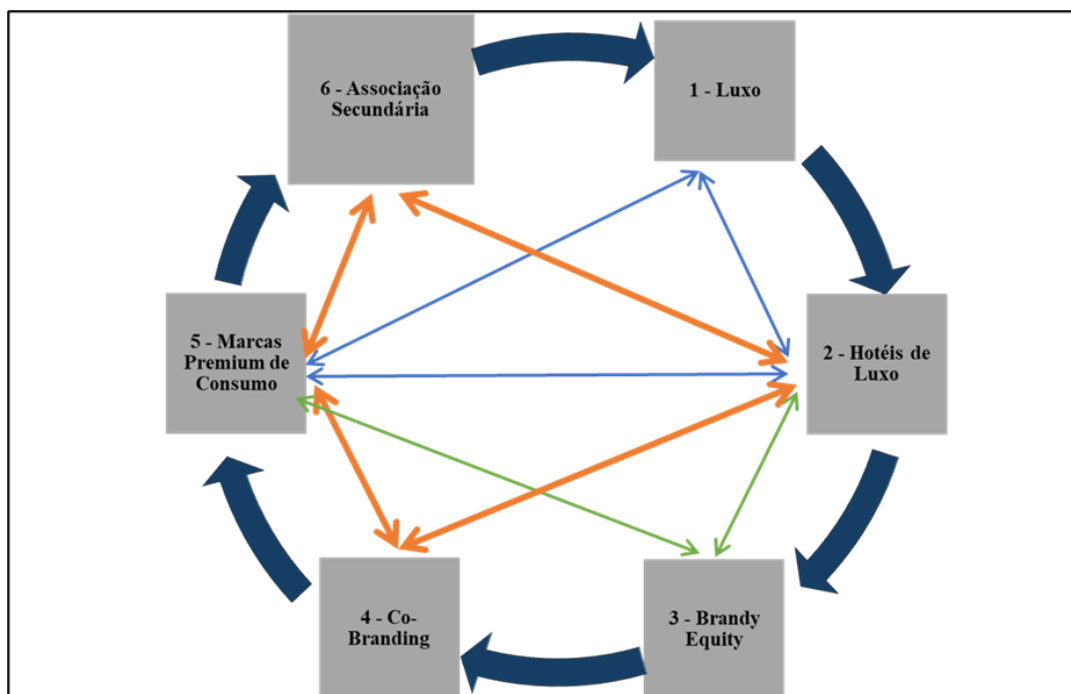 6 - Associação
Secundária
1 - Luxo
5 - Marcas
Premium de
Consumo
2 - Hotéis de
Luxo
4 - Co-
Branding
3 - Brandy
Equity